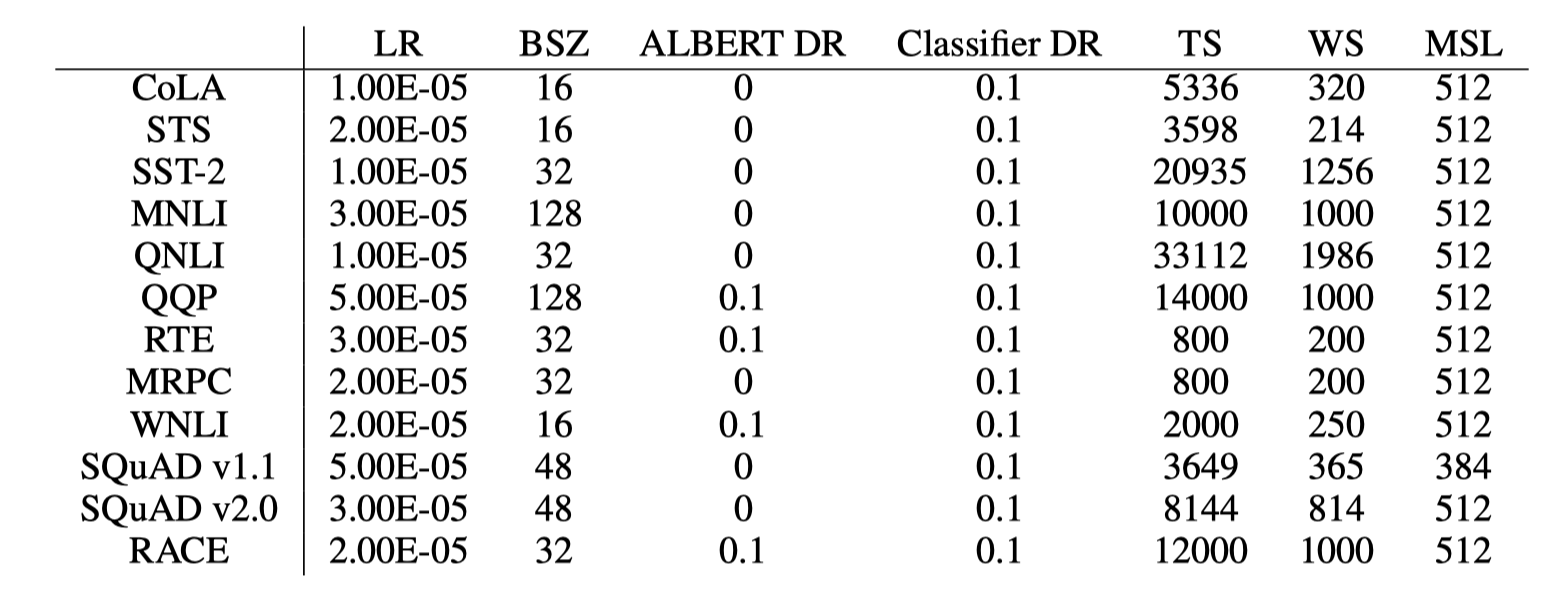 LR BSZ ALBERT DR Classifier DR TS WS MSL
CoLA 1.00E-05 16 0 0.1 5336 320 512
STS 2.00E-05 16 0 0.1 3598 214 512
SST-2 1.00E-05 32 0 0.1 20935 1256 512
MNLI 3.00E-05 128 0 0.1 10000 1000 512
QNLI 1.00E-05 32 0 0.1 33112 1986 512
QQP 5.00E-05 128 0.1 0.1 14000 1000 512
RTE 3.00E-05 32 0.1 0.1 800 200 512
MRPC 2.00E-05 32 0 0.1 800 200 512
WNLI 2.00E-05 16 0.1 0.1 2000 250 512
SQuAD v1.1 5.00E-05 48 0 0.1 3649 365 384
SQuAD v2.0 3.00E-05 48 0 0.1 8144 814 512
RACE 2.00E-05 32 0.1 0.1 12000 1000 512